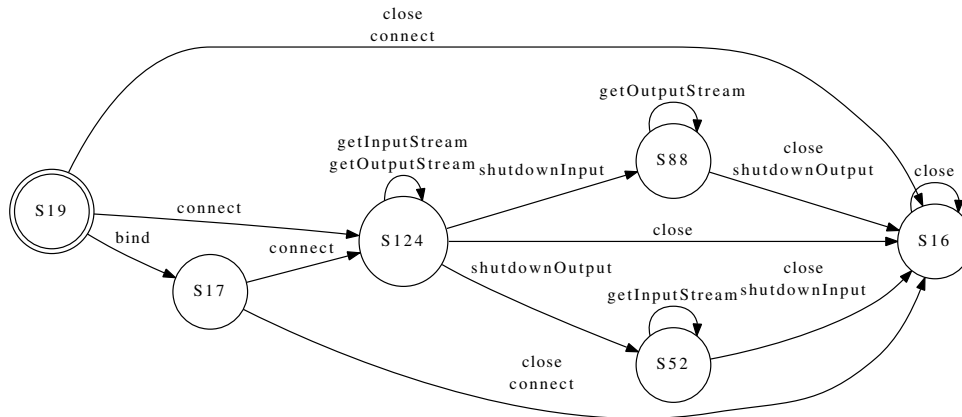 close
connect
getOutputStream
getInputStream
getOutputStream
shutdownInput
S88
close
shutdownOutput
close
S19
connect
S124
close
S16
bind
connect
shutdownOutput
close
shutdownInput
S17
getInputStream
S52
close
connect